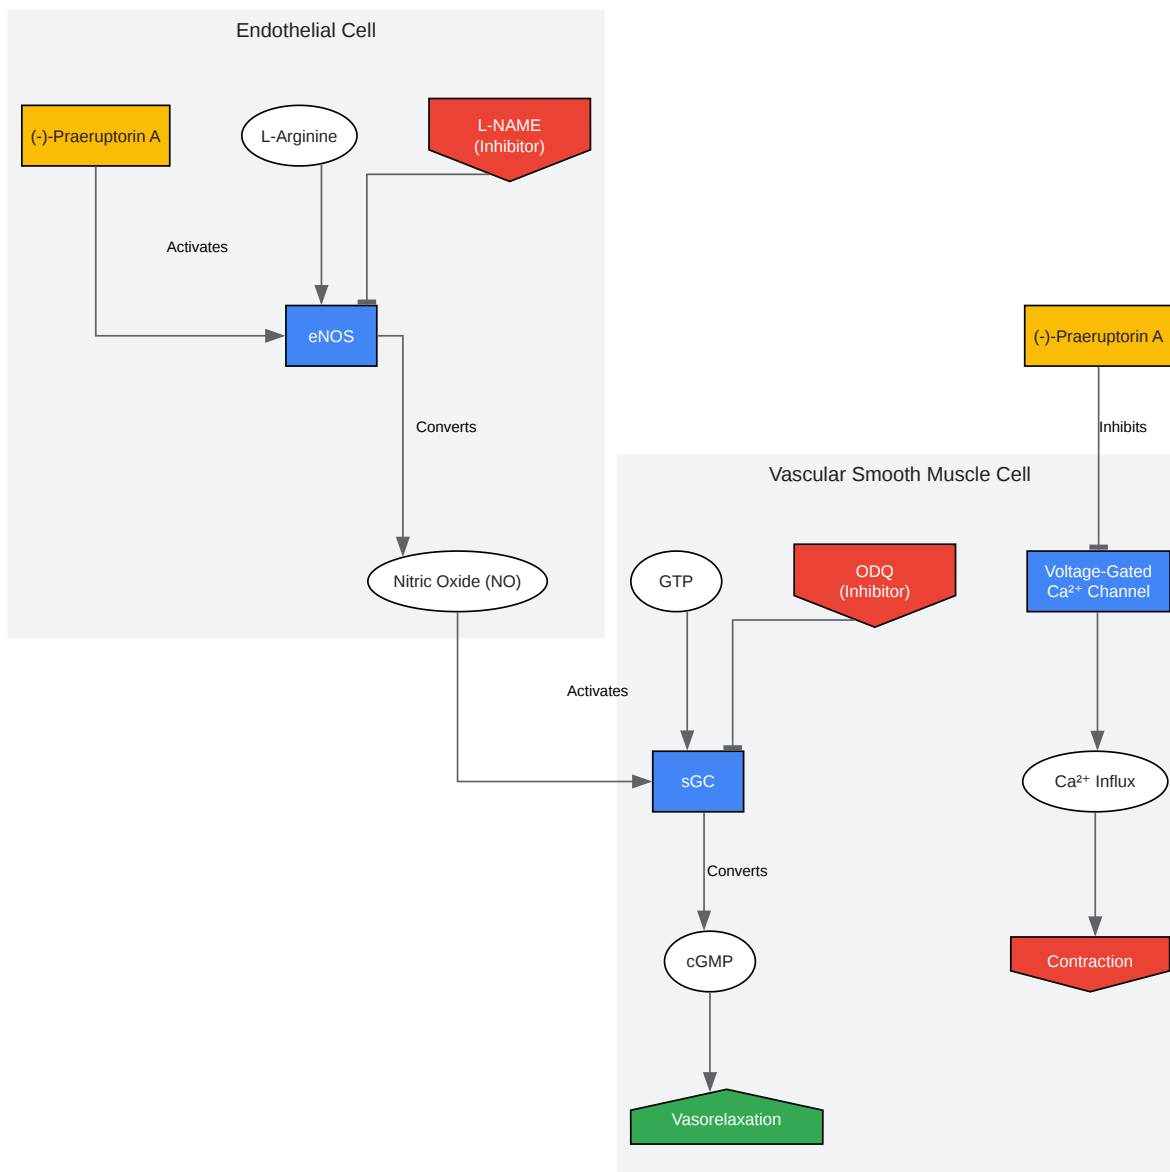 Endothelial Cell
(-)-Praeruptorin A
L-Arginine
L-NAME
(Inhibitor)
Activates
eNOS
(-)-Praeruptorin A
Converts
Inhibits
Vascular Smooth Muscle Cell
Nitric Oxide (NO)
GTP
ODQ
(Inhibitor)
Voltage-Gated
Ca²⁺ Channel
Activates
sGC
Ca²⁺ Influx
Converts
cGMP
Contraction
Vasorelaxation